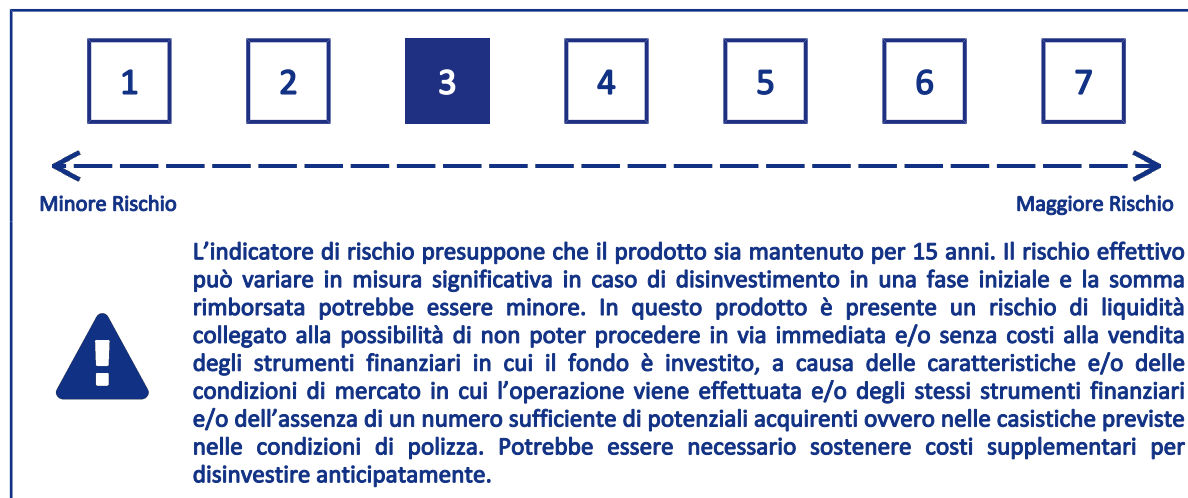 1 2 3 4 5 6 7
Minore Rischio Maggiore Rischio
L'indicatore di rischio presuppone che il prodotto sia mantenuto per 15 anni. Il rischio effettivo
può variare in misura significativa in caso di disinvestimento in una fase iniziale e la somma
rimborsata potrebbe essere minore. In questo prodotto è presente un rischio di liquidità
collegato alla possibilità di non poter procedere in via immediata e/o senza costi alla vendita
degli strumenti finanziari in cui il fondo è investito, a causa delle caratteristiche e/o delle
condizioni di mercato in cui l'operazione viene effettuata e/o degli stessi strumenti finanziari
e/o dell'assenza di un numero sufficiente di potenziali acquirenti ovvero nelle casistiche previste
nelle condizioni di polizza. Potrebbe essere necessario sostenere costi supplementari per
disinvestire anticipatamente.